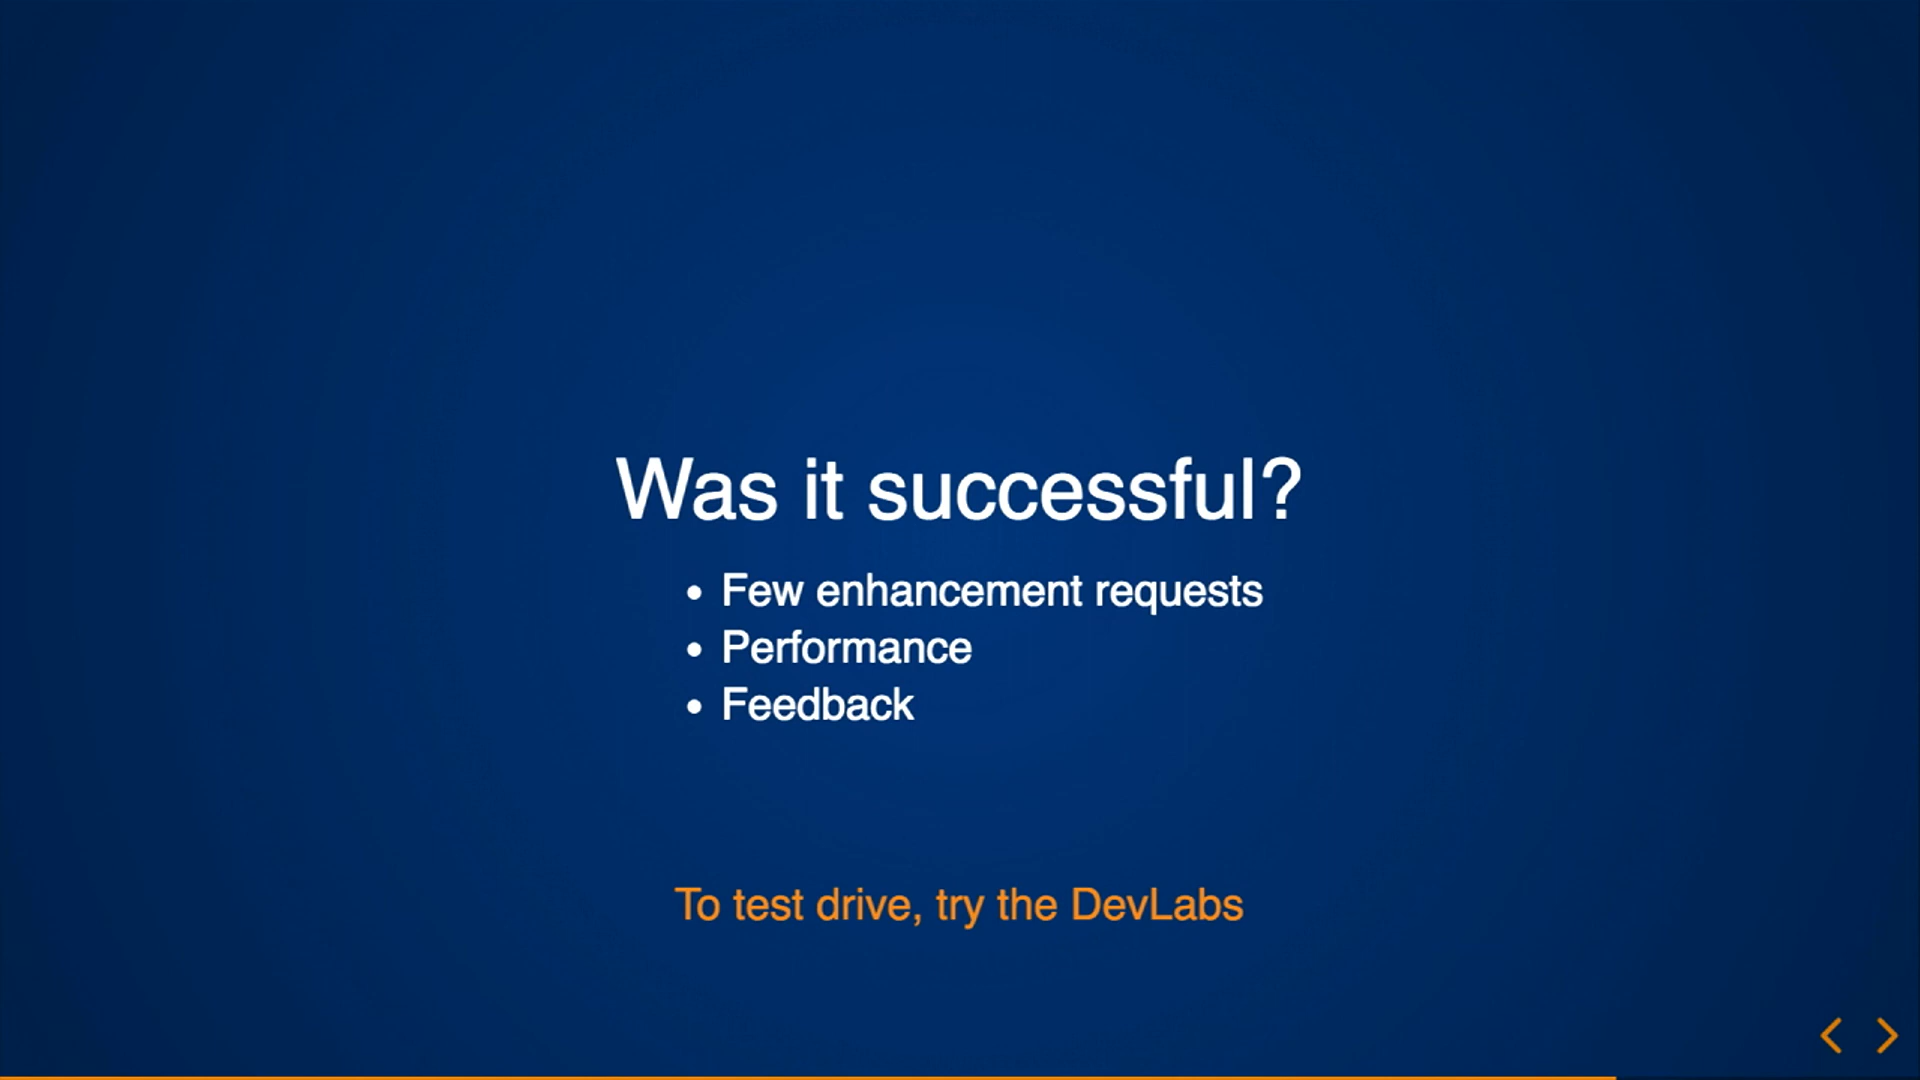 Was it successful?
• Few enhancement requests
• Performance
• Feedback
To test drive, try the DevLabs